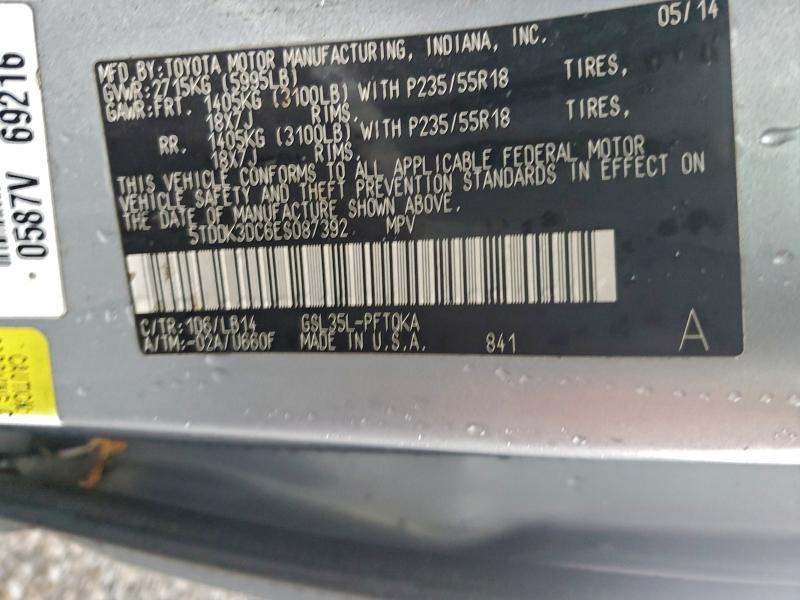 05/14
MFD.BY:TOYOTA MOTOR MANUFACTURING, INDIANA, INC.
GVWR:2715KG (5995LB)
GAWR:FRT. 1405KG (3100LB) WITH P235/55R18 TIRES,
18X7J RIMS,
RR. 1405KG (3100LB) WITH P235/55R18 TIRES,
18X7J RIMS.
THIS VEHICLE CONFORMS TO ALL APPLICABLE FEDERAL MOTOR
VEHICLE SAFETY AND THEFT PREVENTION STANDARDS IN EFFECT ON
THE DATE OF MANUFACTURE SHOWN ABOVE.
5TDDK3DC6ES087392 MPV
C/TR:1D6/LB14 GSL35L-PFTQKA
A/TM:-02A/U660F MADE IN U.S.A. 841
A
0587V 69216
CAUTION